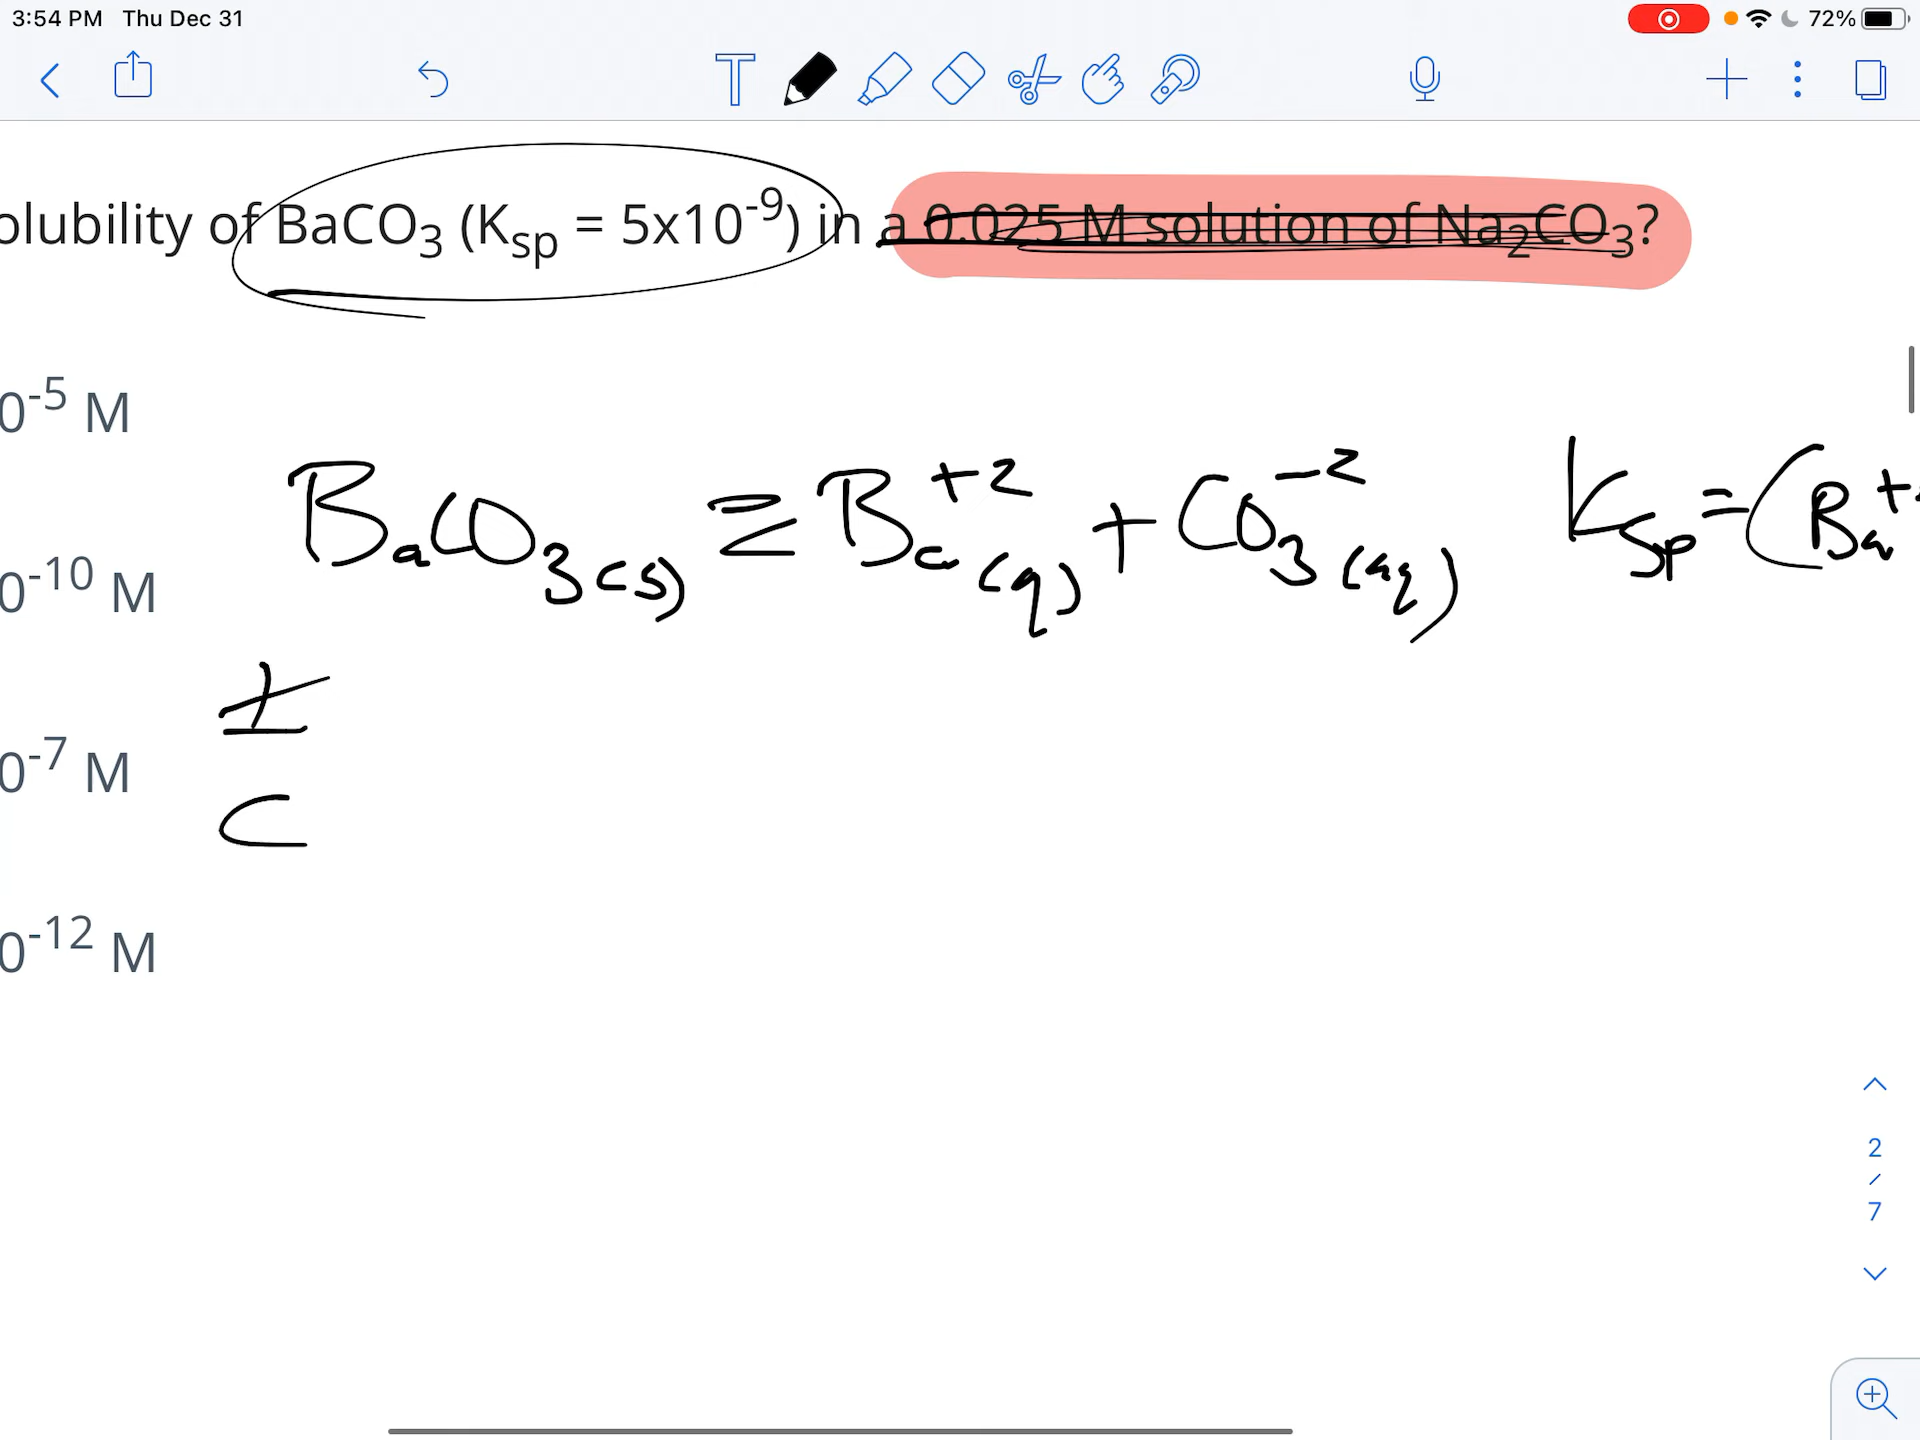 3:54 PM Thu Dec 31 72%
T
olubility of BaCO3 (Ksp = 5x10-9) in a 0.025 M solution of Na2CO3?
0-5 M
BaCO3(s) ⇌ Ba+2(q) + CO3-2(aq) Ksp=(Ba+
0-10 M
I
0-7 M
C
0-12 M
2
/
7